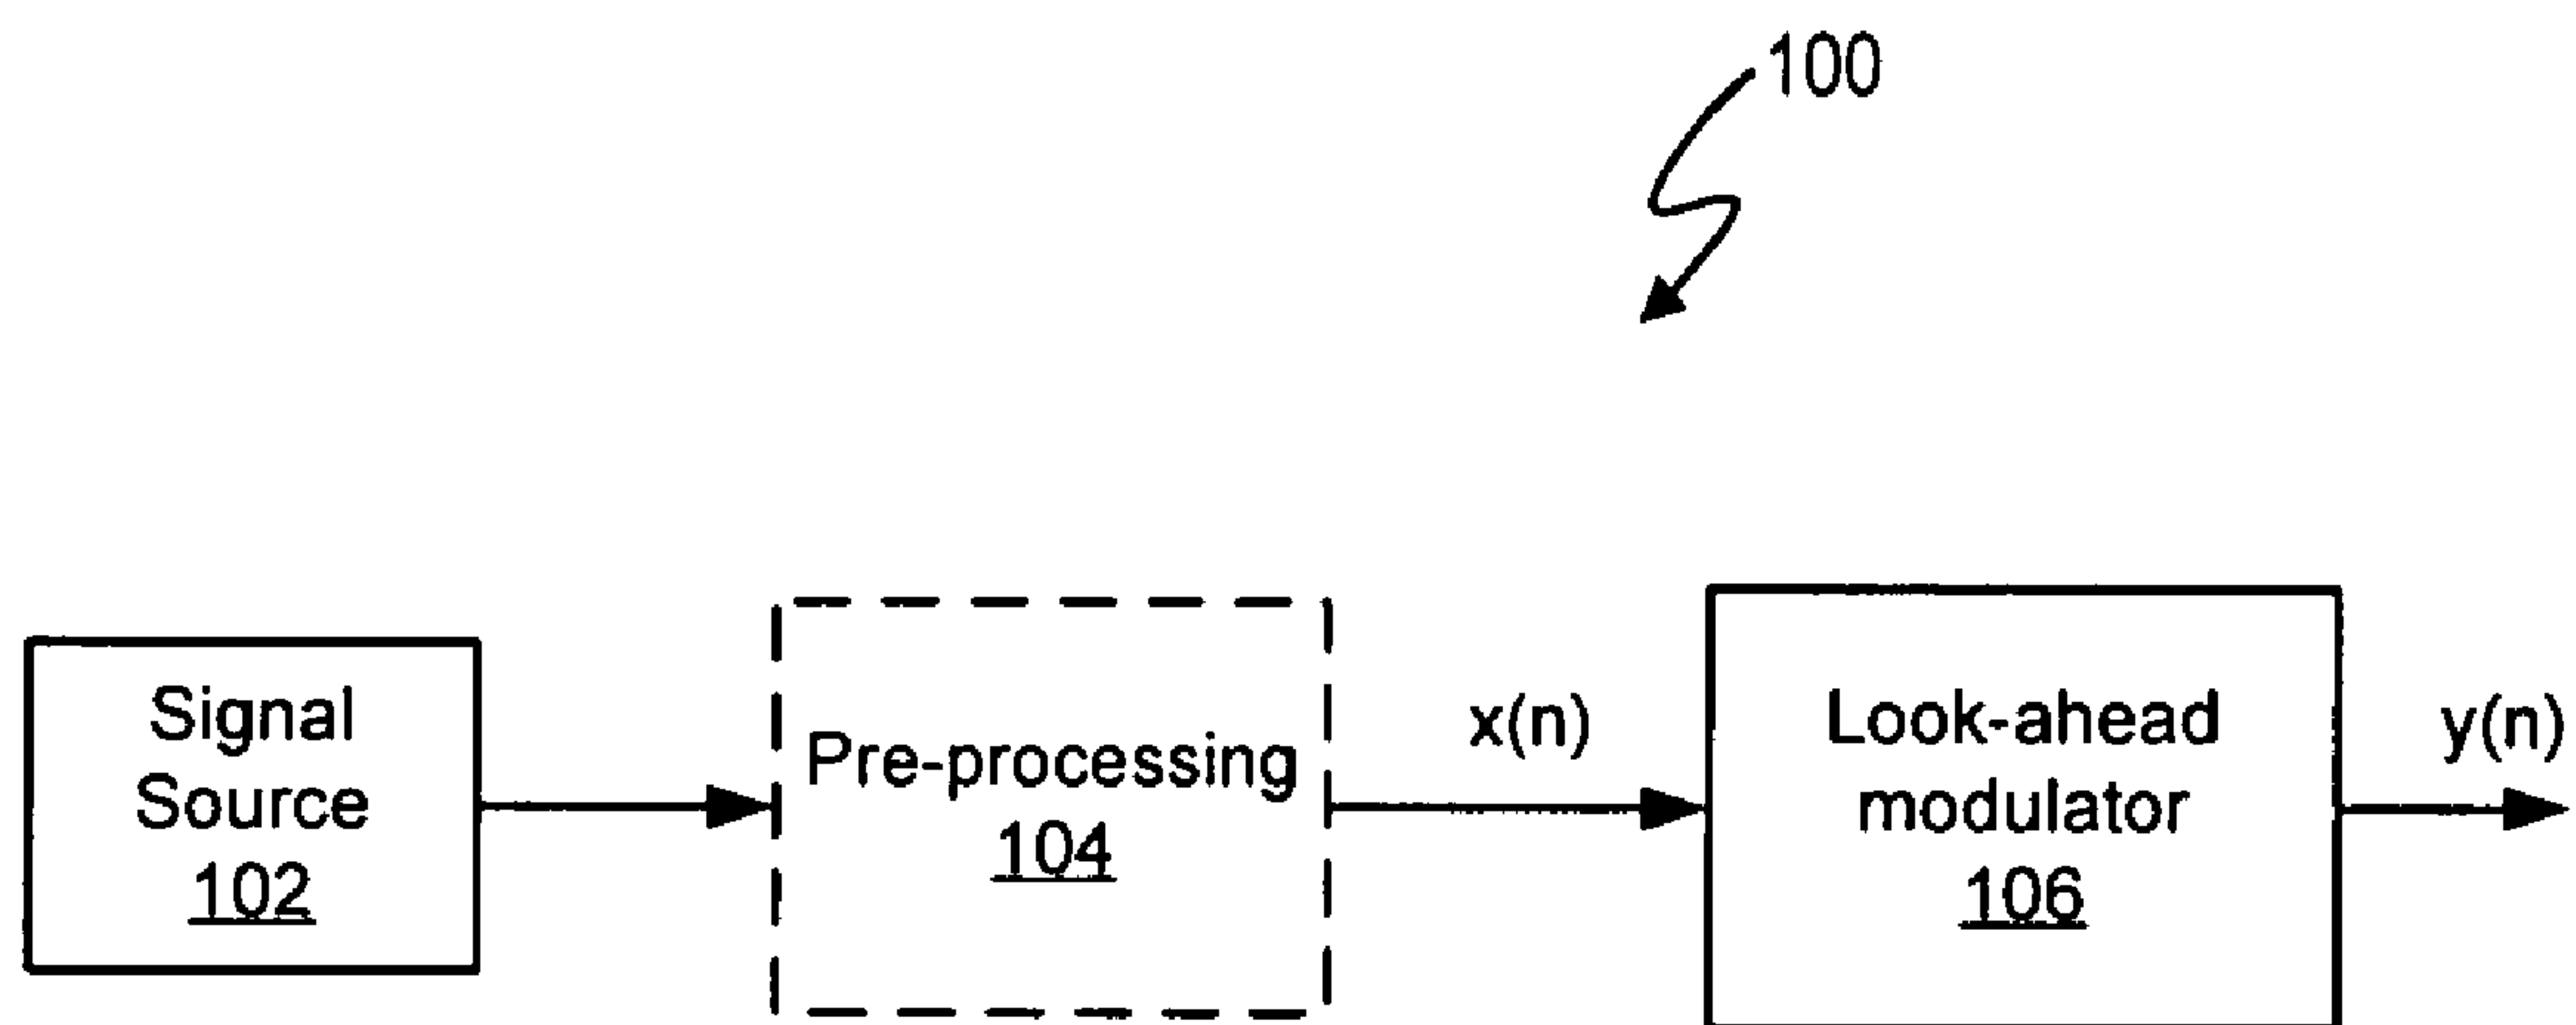 100
Signal
Source
102
Pre-processing
104
x(n)
Look-ahead
modulator
106
y(n)